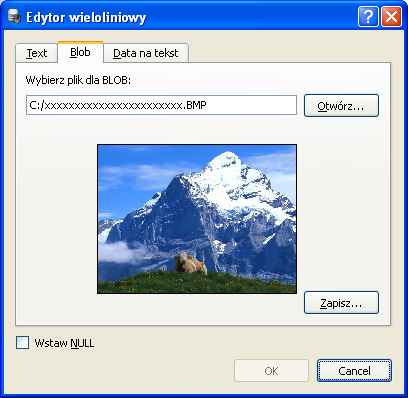 Edytor wieloliniowy
Text Blob Data na tekst
Wybierz plik dla BLOB:
C:/xxxxxxxxxxxxxxxxxxxxxxxx.BMP Otwórz...
Zapisz...
Wstaw NULL
OK Cancel